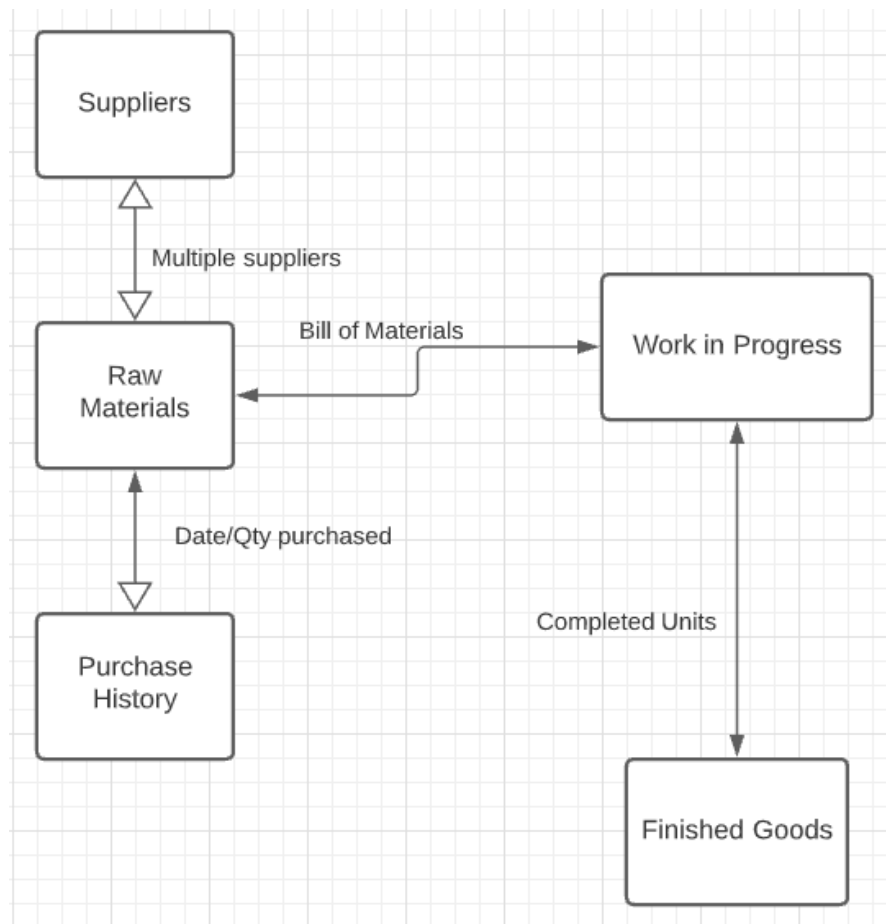 Suppliers
Multiple suppliers
Bill of Materials
Work in Progress
Raw
Materials
Date/Qty purchased
Completed Units
Purchase
History
Finished Goods